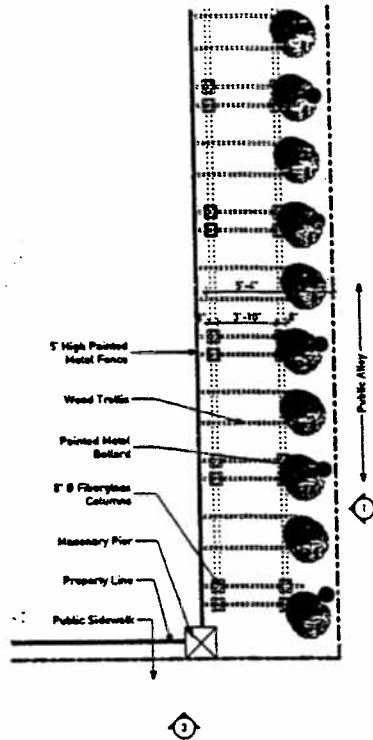 5'-4"
3'-10"
5' High Painted
Metal Fence
Wood Trellis
Painted Metal
Bollard
8" Ø Fiberglass
Columns
Masonary Pier
Property Line
Public Sidewalk
Public Alley
1
3